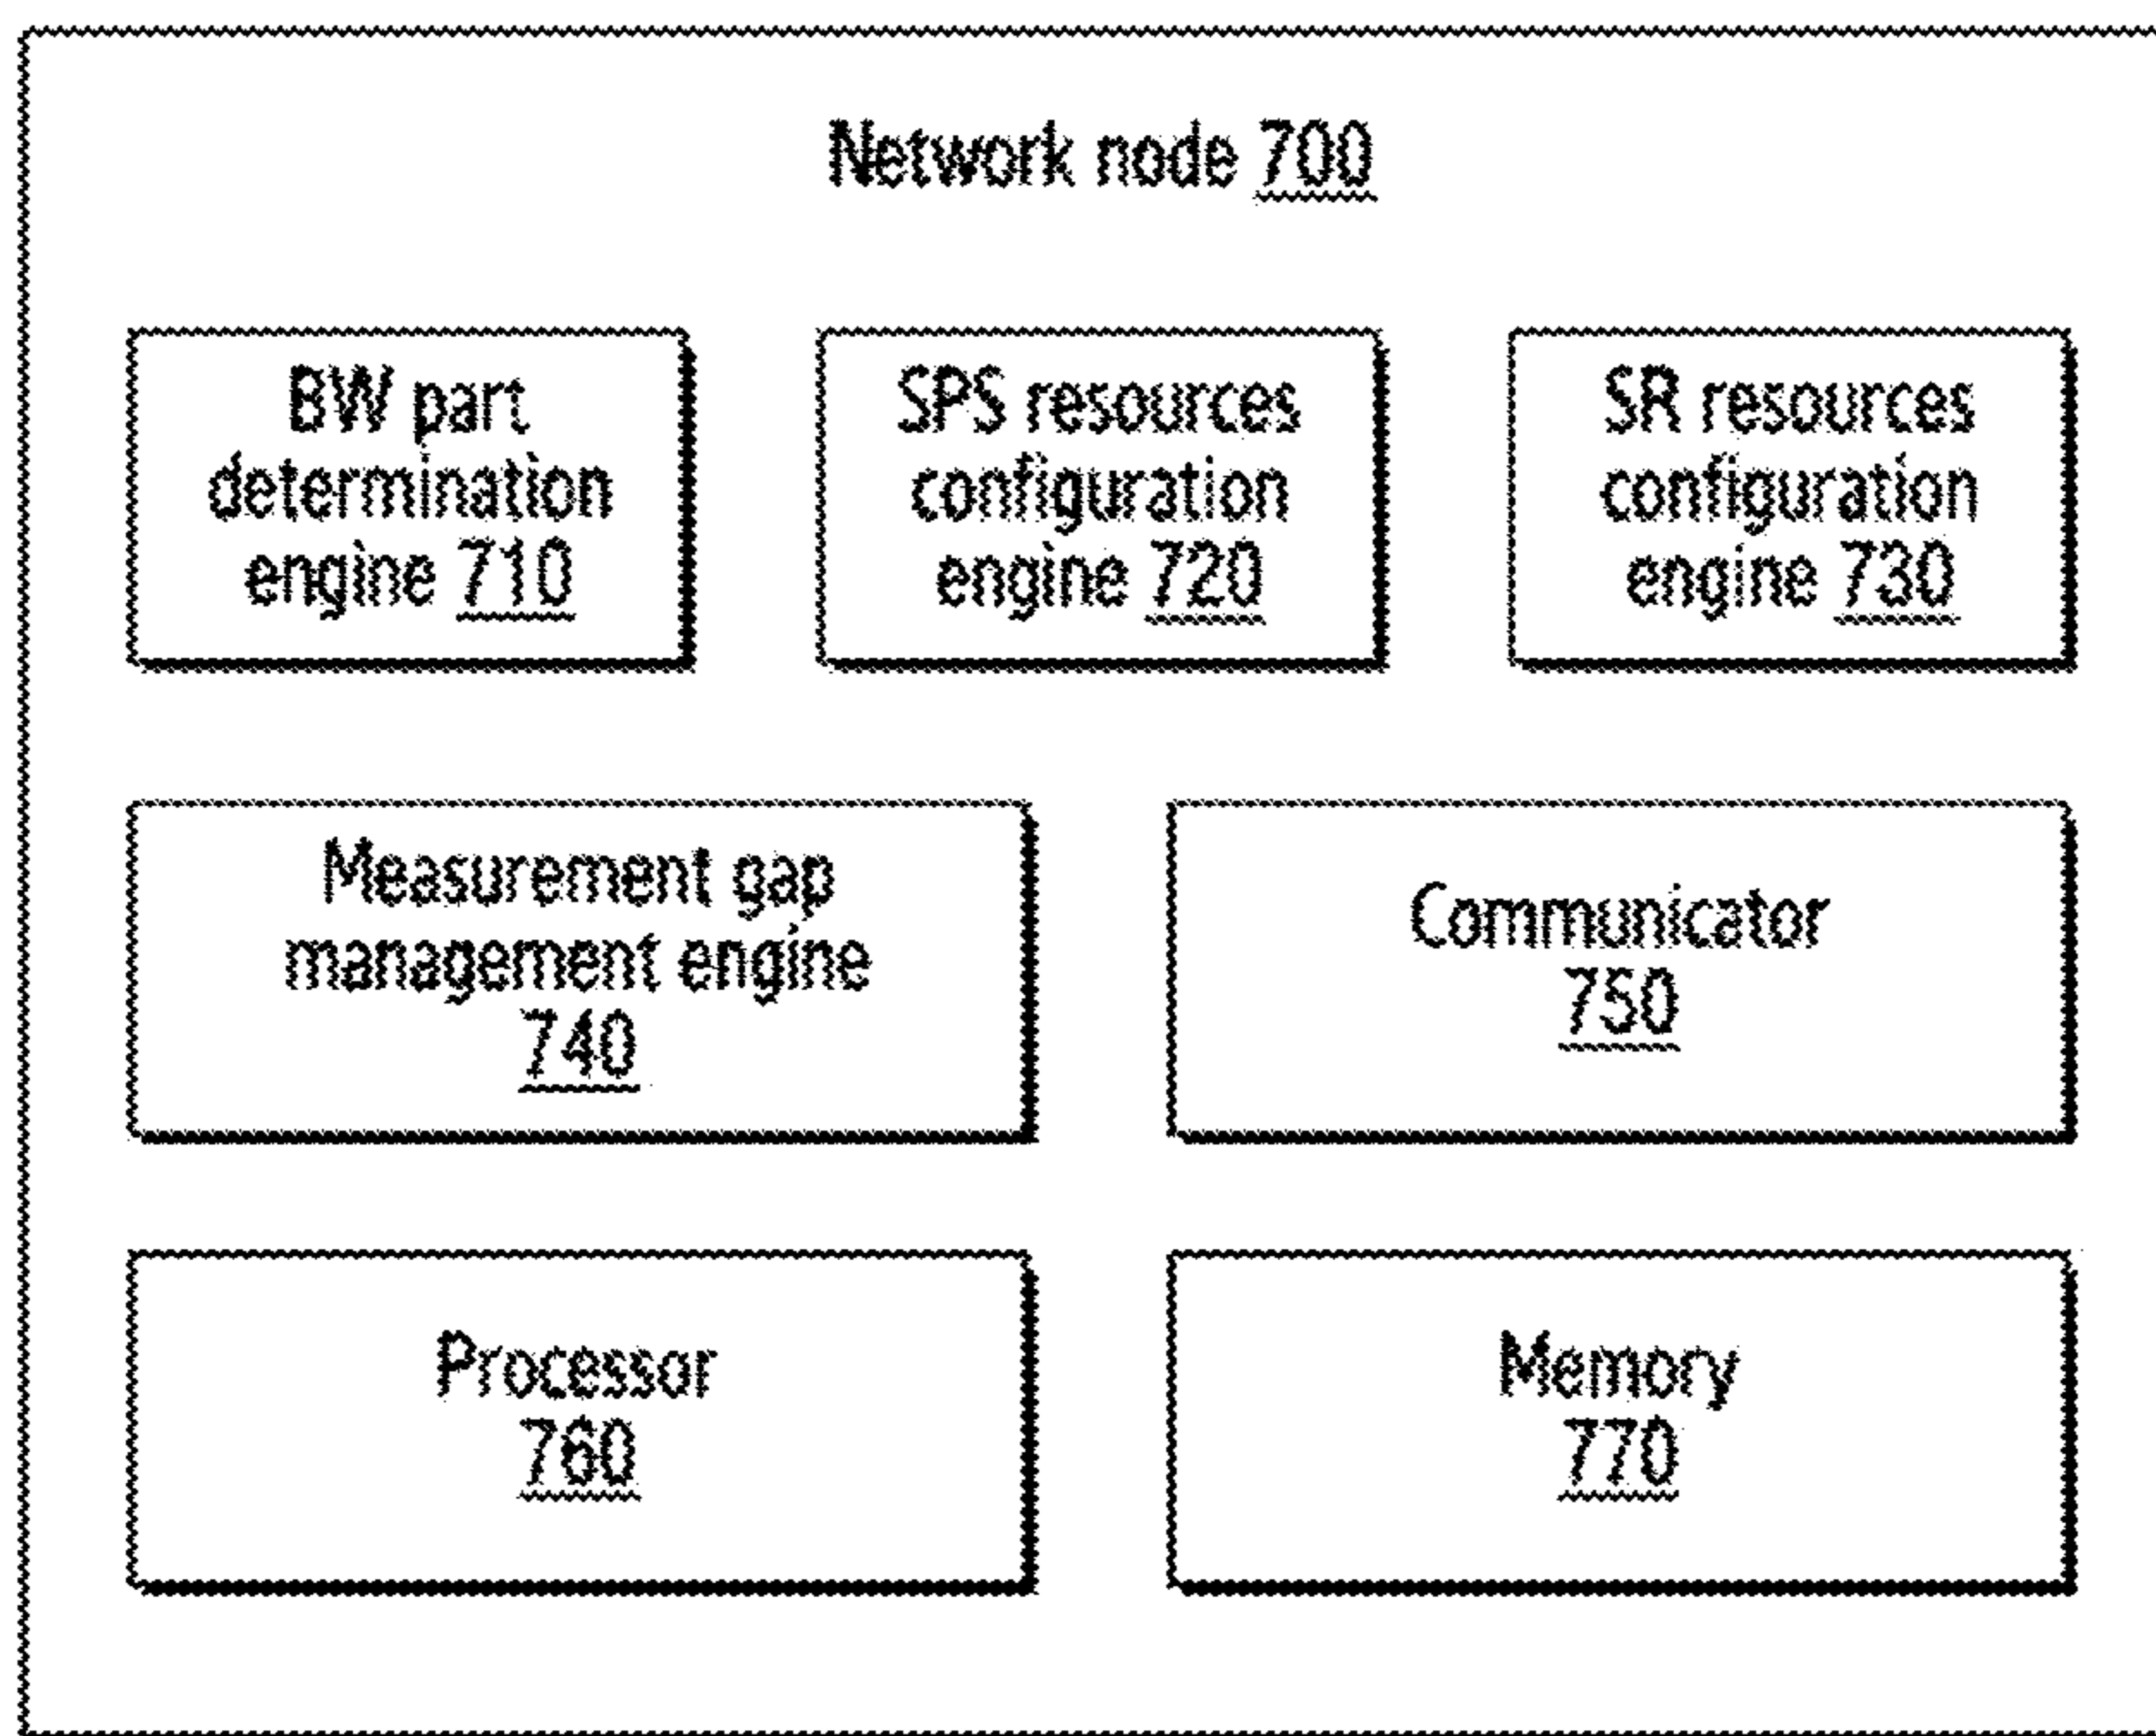 Network node 700
BW part
determination
engine 710
SPS resources
configuration
engine 720
SR resources
configuration
engine 730
Measurement gap
management engine
740
Communicator
750
Processor
760
Memory
770